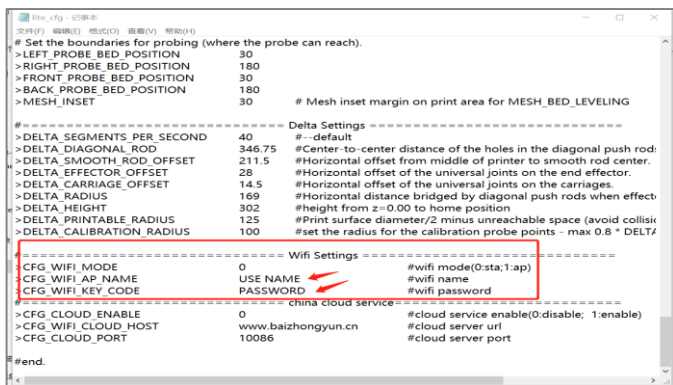 lite_cfg - 记事本
文件(F) 编辑(E) 格式(O) 查看(V) 帮助(H)
# Set the boundaries for probing (where the probe can reach).
>LEFT_PROBE_BED_POSITION 30
>RIGHT_PROBE_BED_POSITION 180
>FRONT_PROBE_BED_POSITION 30
>BACK_PROBE_BED_POSITION 180
>MESH_INSET 30 # Mesh inset margin on print area for MESH_BED_LEVELING
#============================ Delta Settings ============================
>DELTA_SEGMENTS_PER_SECOND 40 #--default
>DELTA_DIAGONAL_ROD 346.75 #Center-to-center distance of the holes in the diagonal push rods
>DELTA_SMOOTH_ROD_OFFSET 211.5 #Horizontal offset from middle of printer to smooth rod center.
>DELTA_EFFECTOR_OFFSET 28 #Horizontal offset of the universal joints on the end effector.
>DELTA_CARRIAGE_OFFSET 14.5 #Horizontal offset of the universal joints on the carriages.
>DELTA_RADIUS 169 #Horizontal distance bridged by diagonal push rods when effect
>DELTA_HEIGHT 302 #height from z=0.00 to home position
>DELTA_PRINTABLE_RADIUS 125 #Print surface diameter/2 minus unreachable space (avoid collisi
>DELTA_CALIBRATION_RADIUS 100 #set the radius for the calibration probe points - max 0.8 * DELTA
#============================ Wifi Settings ============================
>CFG_WIFI_MODE 0 #wifi mode(0:sta;1:ap)
>CFG_WIFI_AP_NAME USE NAME #wifi name
>CFG_WIFI_KEY_CODE PASSWORD #wifi password
#============================ china cloud service============================
>CFG_CLOUD_ENABLE 0 #cloud service enable(0:disable; 1:enable)
>CFG_WIFI_CLOUD_HOST www.baizhongyun.cn #cloud server url
>CFG_CLOUD_PORT 10086 #cloud server port
#end.